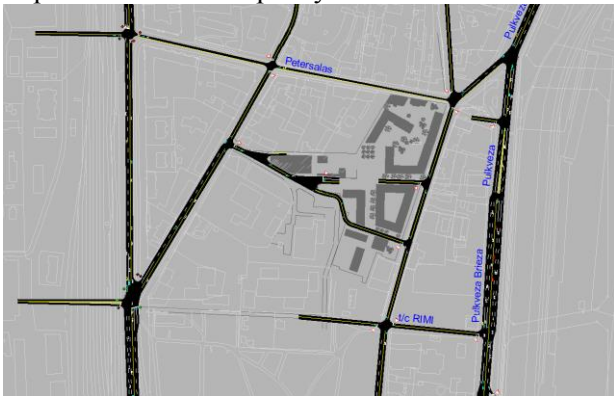 Pulkveza
Petersalas
Pulkveza
Pulkveza Brieza
t/c RIMI